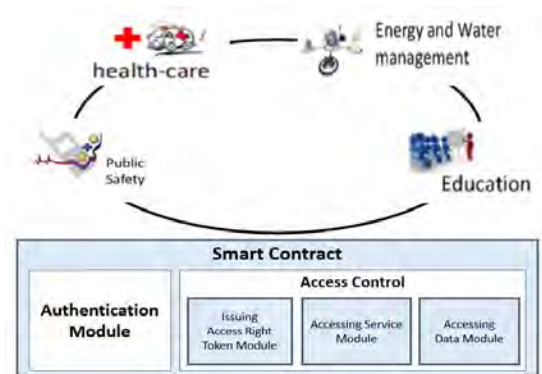 health-care
Energy and Water
management
Public
Safety
Education
Smart Contract
Authentication
Module
Access Control
Issuing
Access Right
Token Module
Accessing Service
Module
Accessing
Data Module